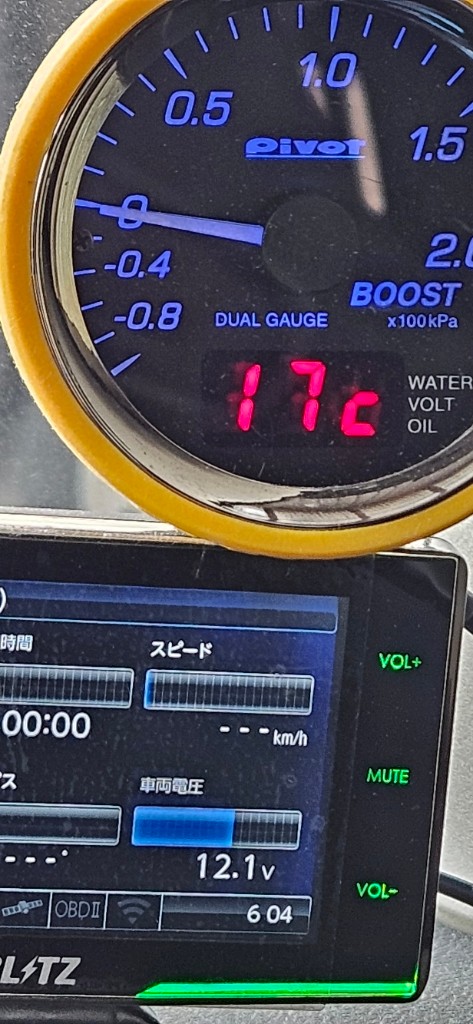 1.0
0.5
PIVOT
1.5
0
-0.4
2.0
-0.8
BOOST
DUAL GAUGE
x100kPa
17c
WATER
VOLT
OIL
)
時間
スピード
VOL+
00:00
---km/h
MUTE
ス
車両電圧
---°
12.1v
VOL-
OBDII
6 04
BLITZ